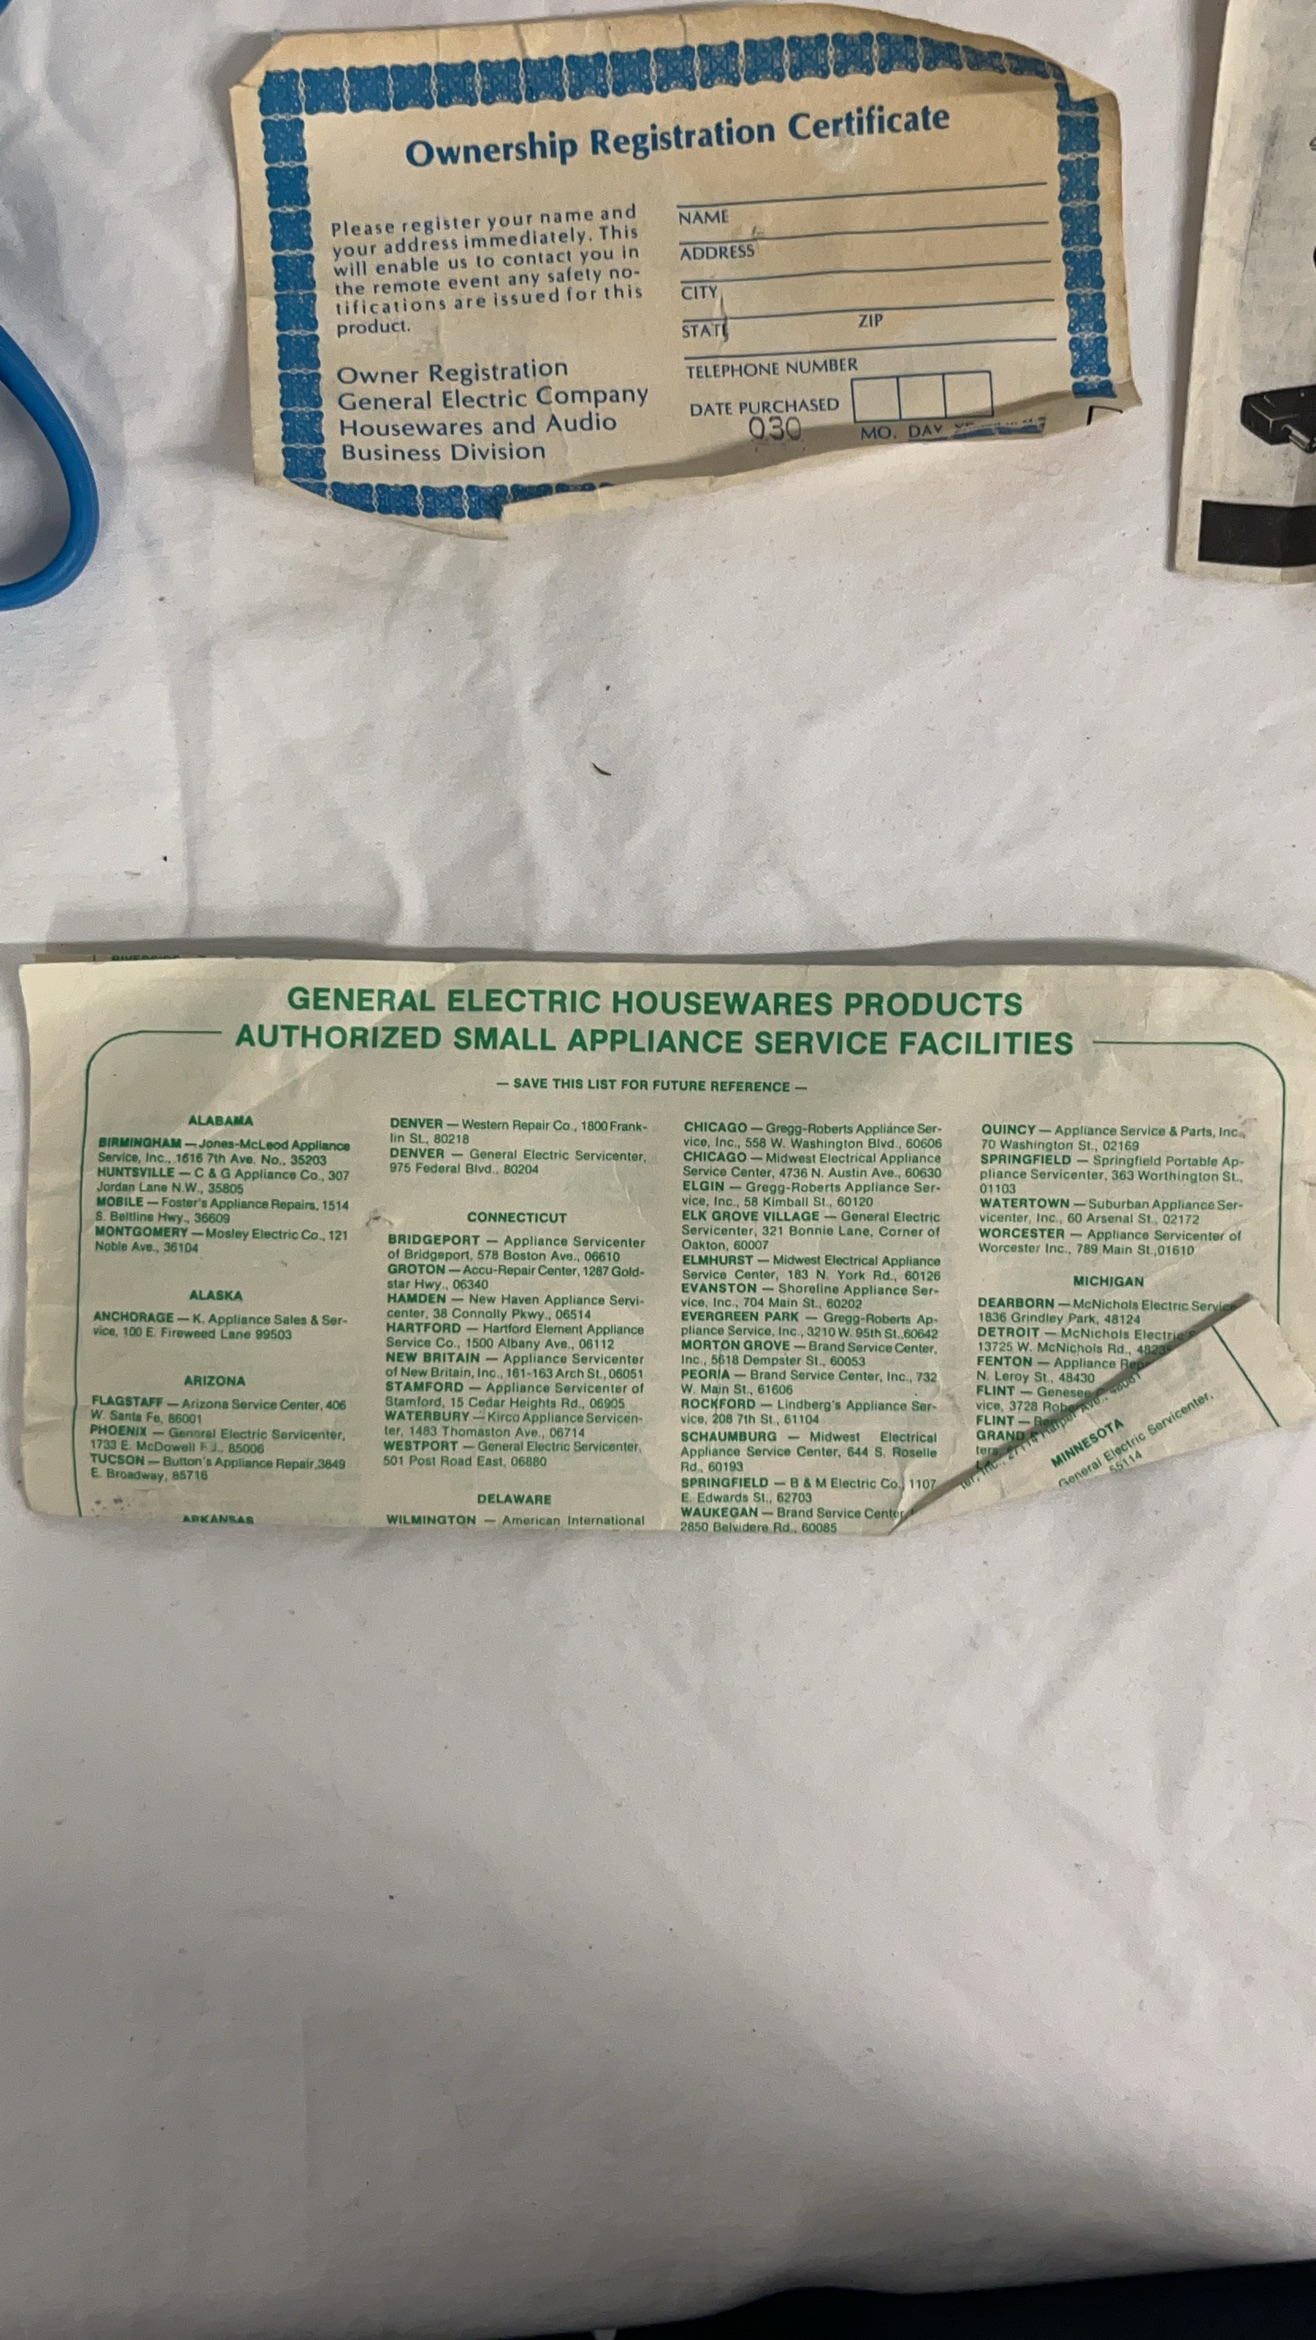 Ownership Registration Certificate
Please register your name and
your address immediately. This
will enable us to contact you in
the remote event any safety no-
tifications are issued for this
product.
Owner Registration
General Electric Company
Housewares and Audio
Business Division
NAME
ADDRESS
CITY
STATE
ZIP
TELEPHONE NUMBER
DATE PURCHASED
030
MO. DAY
GENERAL ELECTRIC HOUSEWARES PRODUCTS
AUTHORIZED SMALL APPLIANCE SERVICE FACILITIES
— SAVE THIS LIST FOR FUTURE REFERENCE —
ALABAMA
BIRMINGHAM — Jones-McLeod Appliance
Service, Inc., 1616 7th Ave. No., 35203
HUNTSVILLE — C & G Appliance Co., 307
Jordan Lane N.W., 35805
MOBILE — Foster's Appliance Repairs, 1514
S. Beltline Hwy., 36609
MONTGOMERY — Mosley Electric Co., 121
Noble Ave., 36104
ALASKA
ANCHORAGE — K. Appliance Sales & Ser-
vice, 100 E. Fireweed Lane 99503
ARIZONA
FLAGSTAFF — Arizona Service Center, 406
W. Santa Fe, 86001
PHOENIX — General Electric Servicenter,
1733 E. McDowell Rd., 85006
TUCSON — Button's Appliance Repair,3849
E. Broadway, 85716
ARKANSAS
DENVER — Western Repair Co., 1800 Frank-
lin St., 80218
DENVER — General Electric Servicenter,
975 Federal Blvd., 80204
CONNECTICUT
BRIDGEPORT — Appliance Servicenter
of Bridgeport, 578 Boston Ave., 06610
GROTON — Accu-Repair Center, 1287 Gold-
star Hwy., 06340
HAMDEN — New Haven Appliance Servi-
center, 38 Connolly Pkwy., 06514
HARTFORD — Hartford Element Appliance
Service Co., 1500 Albany Ave., 06112
NEW BRITAIN — Appliance Servicenter
of New Britain, Inc., 161-163 Arch St., 06051
STAMFORD — Appliance Servicenter of
Stamford, 15 Cedar Heights Rd., 06905
WATERBURY — Kirco Appliance Servicen-
ter, 1483 Thomaston Ave., 06714
WESTPORT — General Electric Servicenter,
501 Post Road East, 06880
DELAWARE
WILMINGTON — American International
CHICAGO — Gregg-Roberts Appliance Ser-
vice, Inc., 558 W. Washington Blvd., 60606
CHICAGO — Midwest Electrical Appliance
Service Center, 4736 N. Austin Ave., 60630
ELGIN — Gregg-Roberts Appliance Ser-
vice, Inc., 58 Kimball St., 60120
ELK GROVE VILLAGE — General Electric
Servicenter, 321 Bonnie Lane, Corner of
Oakton, 60007
ELMHURST — Midwest Electrical Appliance
Service Center, 183 N. York Rd., 60126
EVANSTON — Shoreline Appliance Ser-
vice, Inc., 704 Main St., 60202
EVERGREEN PARK — Gregg-Roberts Ap-
pliance Service, Inc., 3210 W. 95th St.,60642
MORTON GROVE — Brand Service Center,
Inc., 5618 Dempster St., 60053
PEORIA — Brand Service Center, Inc., 732
W. Main St., 61606
ROCKFORD — Lindberg's Appliance Ser-
vice, 208 7th St., 61104
SCHAUMBURG — Midwest Electrical
Appliance Service Center, 644 S. Roselle
Rd., 60193
SPRINGFIELD — B & M Electric Co., 1107
E. Edwards St., 62703
WAUKEGAN — Brand Service Center,
2850 Belvidere Rd., 60085
QUINCY — Appliance Service & Parts, Inc.,
70 Washington St., 02169
SPRINGFIELD — Springfield Portable Ap-
pliance Servicenter, 363 Worthington St.,
01103
WATERTOWN — Suburban Appliance Ser-
vicenter, Inc., 60 Arsenal St., 02172
WORCESTER — Appliance Servicenter of
Worcester Inc., 789 Main St.,01610
MICHIGAN
DEARBORN — McNichols Electric Service
1836 Grindley Park, 48124
DETROIT — McNichols Electric
13725 W. McNichols Rd.,
FENTON — Appliance
N. Leroy St., 48430
FLINT — Genesee
vice, 3728
FLINT —
GRAND
MINNESOTA
General Electric Servicenter,
55114